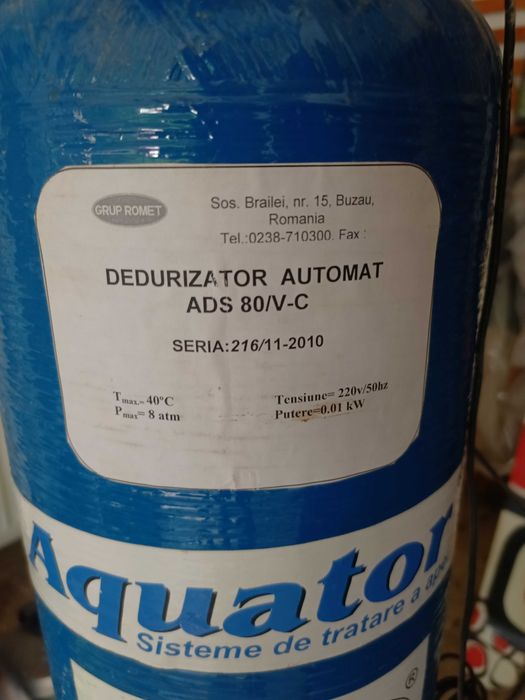 GRUP ROMET
Sos. Brailei, nr. 15, Buzau,
Romania
Tel.:0238-710300. Fax :
DEDURIZATOR AUTOMAT
ADS 80/V-C
SERIA:216/11-2010
Tmax.= 40°C
Pmax= 8 atm
Tensiune= 220v/50hz
Putere=0.01 kW
Aquator
Sisteme de tratare a ape
®